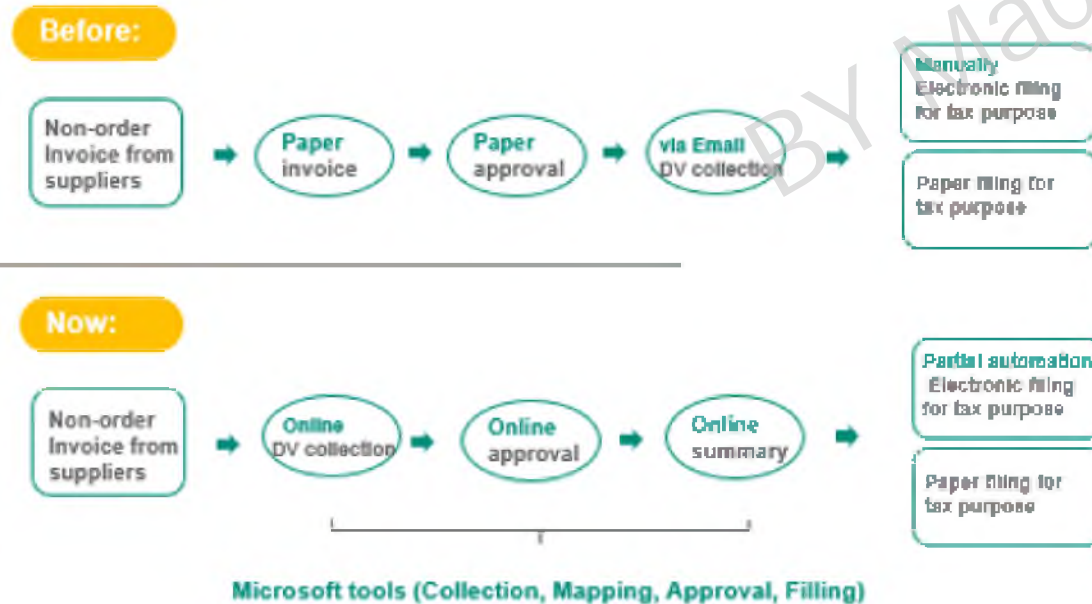 Before:
Non-order
Invoice from
suppliers
Paper
invoice
Paper
approval
via Email
DV collection
Manually
Electronic filing
for tax purpose
Paper filing for
tax purpose
BY
Now:
Non-order
Invoice from
suppliers
Online
DV collection
Online
approval
Online
summary
Partial automation
Electronic filing
for tax purpose
Paper filing for
tax purpose
Microsoft tools (Collection, Mapping, Approval, Filling)